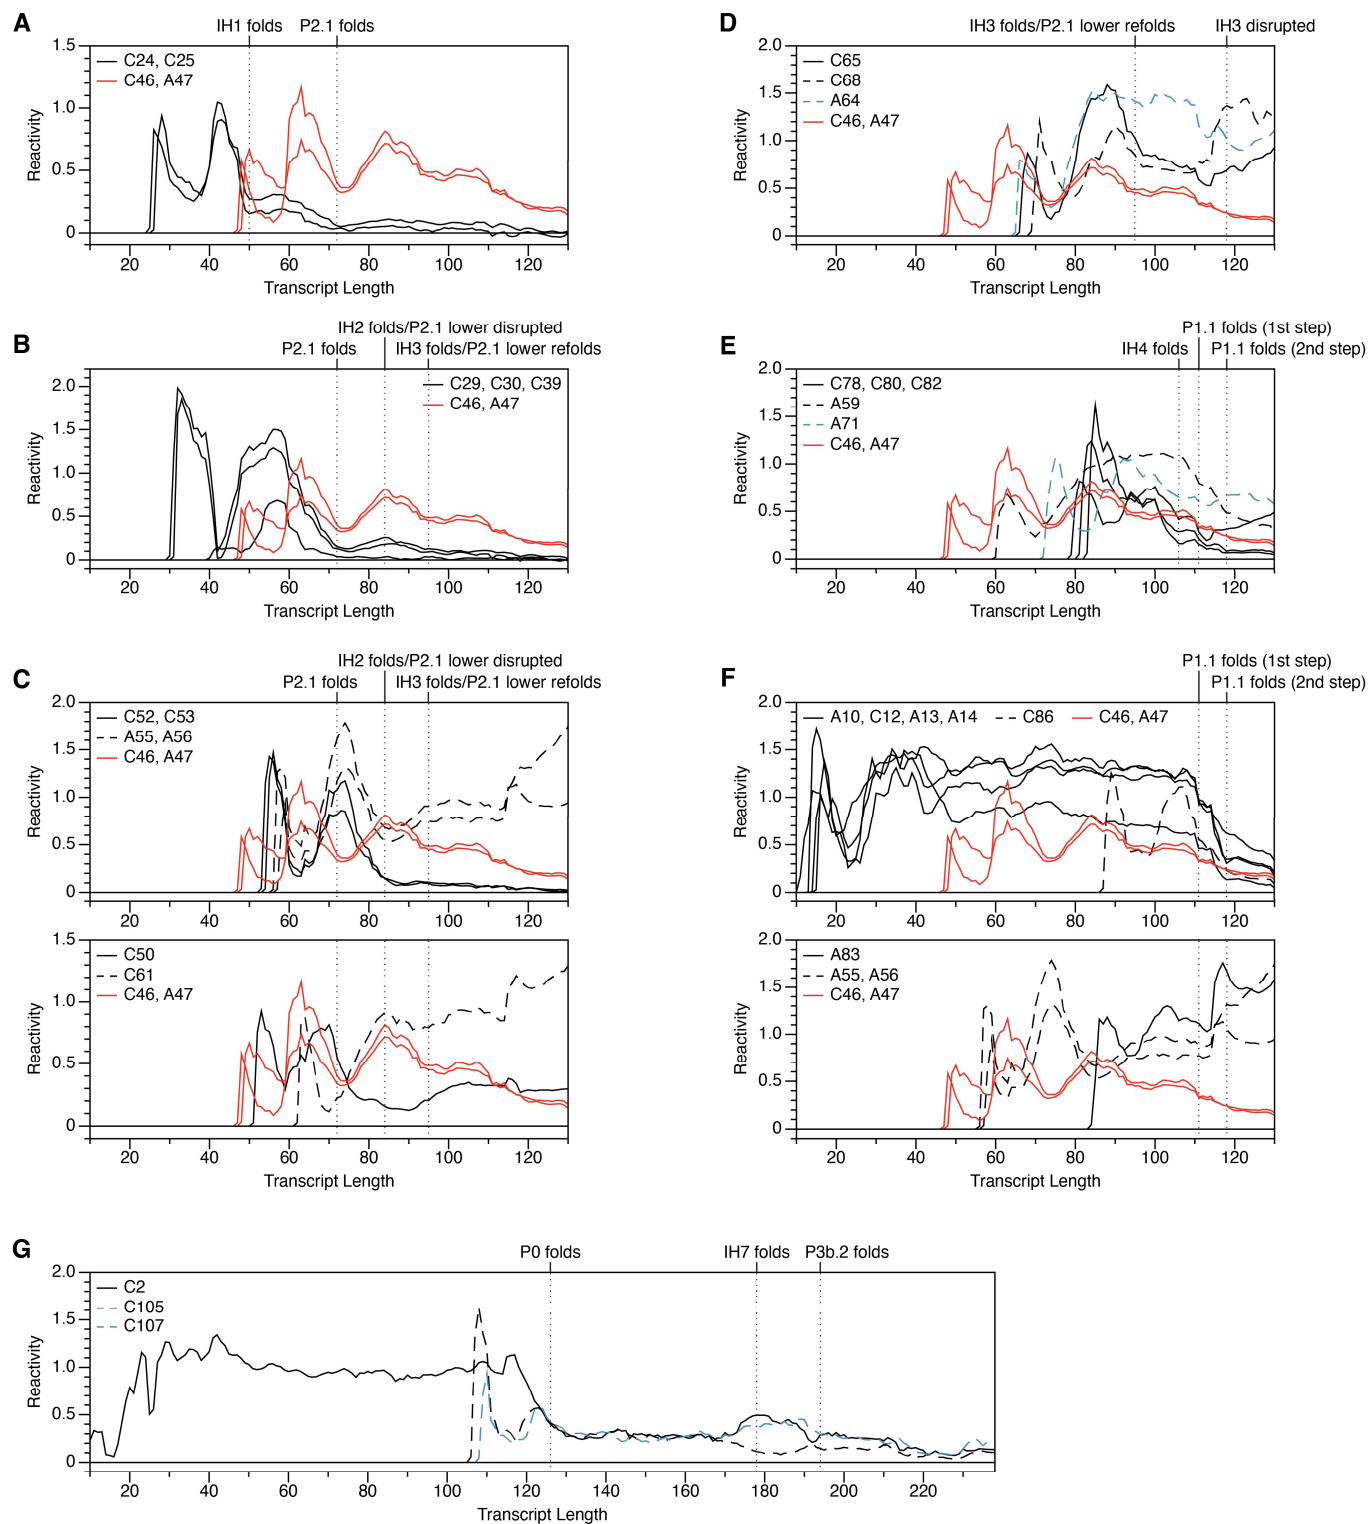 A
IH1 folds P2.1 folds
1.5
1.0
0.5
0
Reactivity
C24, C25
C46, A47
20 40 60 80 100 120
Transcript Length
D
IH3 folds/P2.1 lower refolds IH3 disrupted
2.0
1.5
1.0
0.5
0
Reactivity
C65
C68
A64
C46, A47
20 40 60 80 100 120
Transcript Length
B
IH2 folds/P2.1 lower disrupted
P2.1 folds IH3 folds/P2.1 lower refolds
2.0
1.5
1.0
0.5
0
Reactivity
C29, C30, C39
C46, A47
20 40 60 80 100 120
Transcript Length
E
P1.1 folds (1st step)
IH4 folds P1.1 folds (2nd step)
2.0
1.5
1.0
0.5
0
Reactivity
C78, C80, C82
A59
A71
C46, A47
20 40 60 80 100 120
Transcript Length
C
IH2 folds/P2.1 lower disrupted
P2.1 folds IH3 folds/P2.1 lower refolds
2.0
1.5
1.0
0.5
0
Reactivity
C52, C53
A55, A56
C46, A47
20 40 60 80 100 120
1.5
1.0
0.5
0
Reactivity
C50
C61
C46, A47
20 40 60 80 100 120
Transcript Length
F
P1.1 folds (1st step)
P1.1 folds (2nd step)
2.0
1.5
1.0
0.5
0
Reactivity
A10, C12, A13, A14 C86 C46, A47
20 40 60 80 100 120
2.0
1.5
1.0
0.5
0
Reactivity
A83
A55, A56
C46, A47
20 40 60 80 100 120
Transcript Length
G
P0 folds IH7 folds P3b.2 folds
2.0
1.5
1.0
0.5
0
Reactivity
C2
C105
C107
20 40 60 80 100 120 140 160 180 200 220
Transcript Length